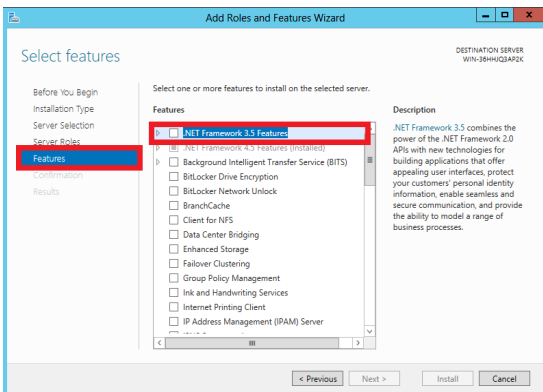 Add Roles and Features Wizard
Select features
DESTINATION SERVER
WIN-36HHJQ3AP2K
Before You Begin
Installation Type
Server Selection
Server Roles
Features
Confirmation
Results
Select one or more features to install on the selected server.
Features
.NET Framework 3.5 Features
.NET Framework 4.5 Features (Installed)
Background Intelligent Transfer Service (BITS)
BitLocker Drive Encryption
BitLocker Network Unlock
BranchCache
Client for NFS
Data Center Bridging
Enhanced Storage
Failover Clustering
Group Policy Management
Ink and Handwriting Services
Internet Printing Client
IP Address Management (IPAM) Server
Description
.NET Framework 3.5 combines the
power of the .NET Framework 2.0
APIs with new technologies for
building applications that offer
appealing user interfaces, protect
your customers' personal identity
information, enable seamless and
secure communication, and provide
the ability to model a range of
business processes.
< Previous
Next >
Install
Cancel